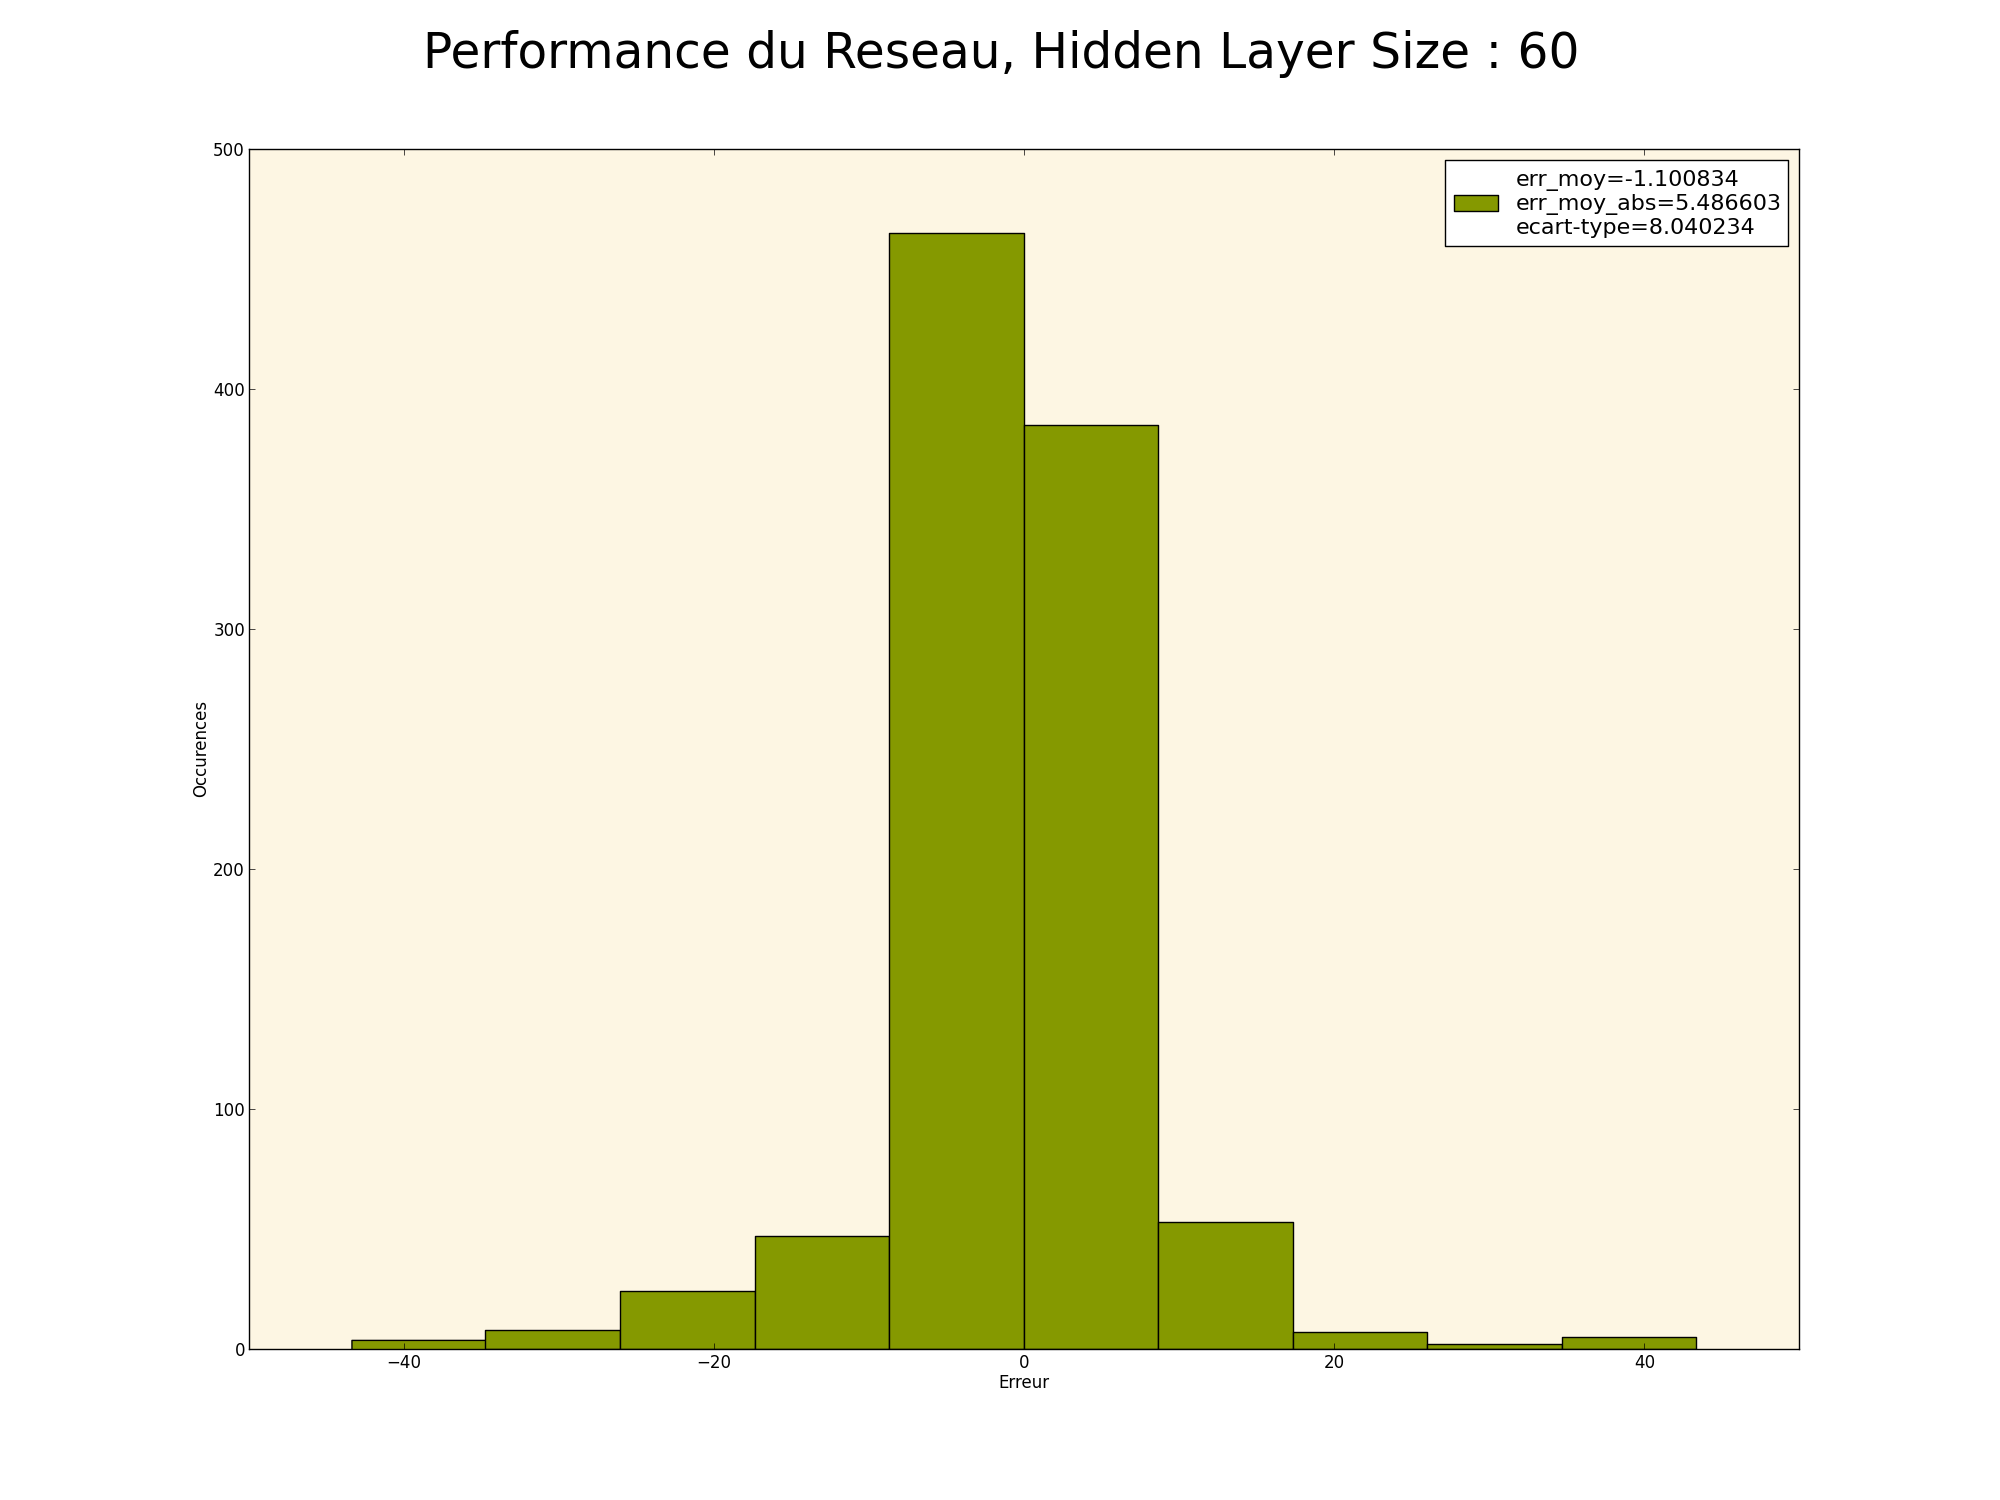 Performance du Reseau, Hidden Layer Size : 60
500
400
300
200
100
0
Occurences
err_moy=-1.100834
err_moy_abs=5.486603
ecart-type=8.040234
−40
−20
0
20
40
Erreur